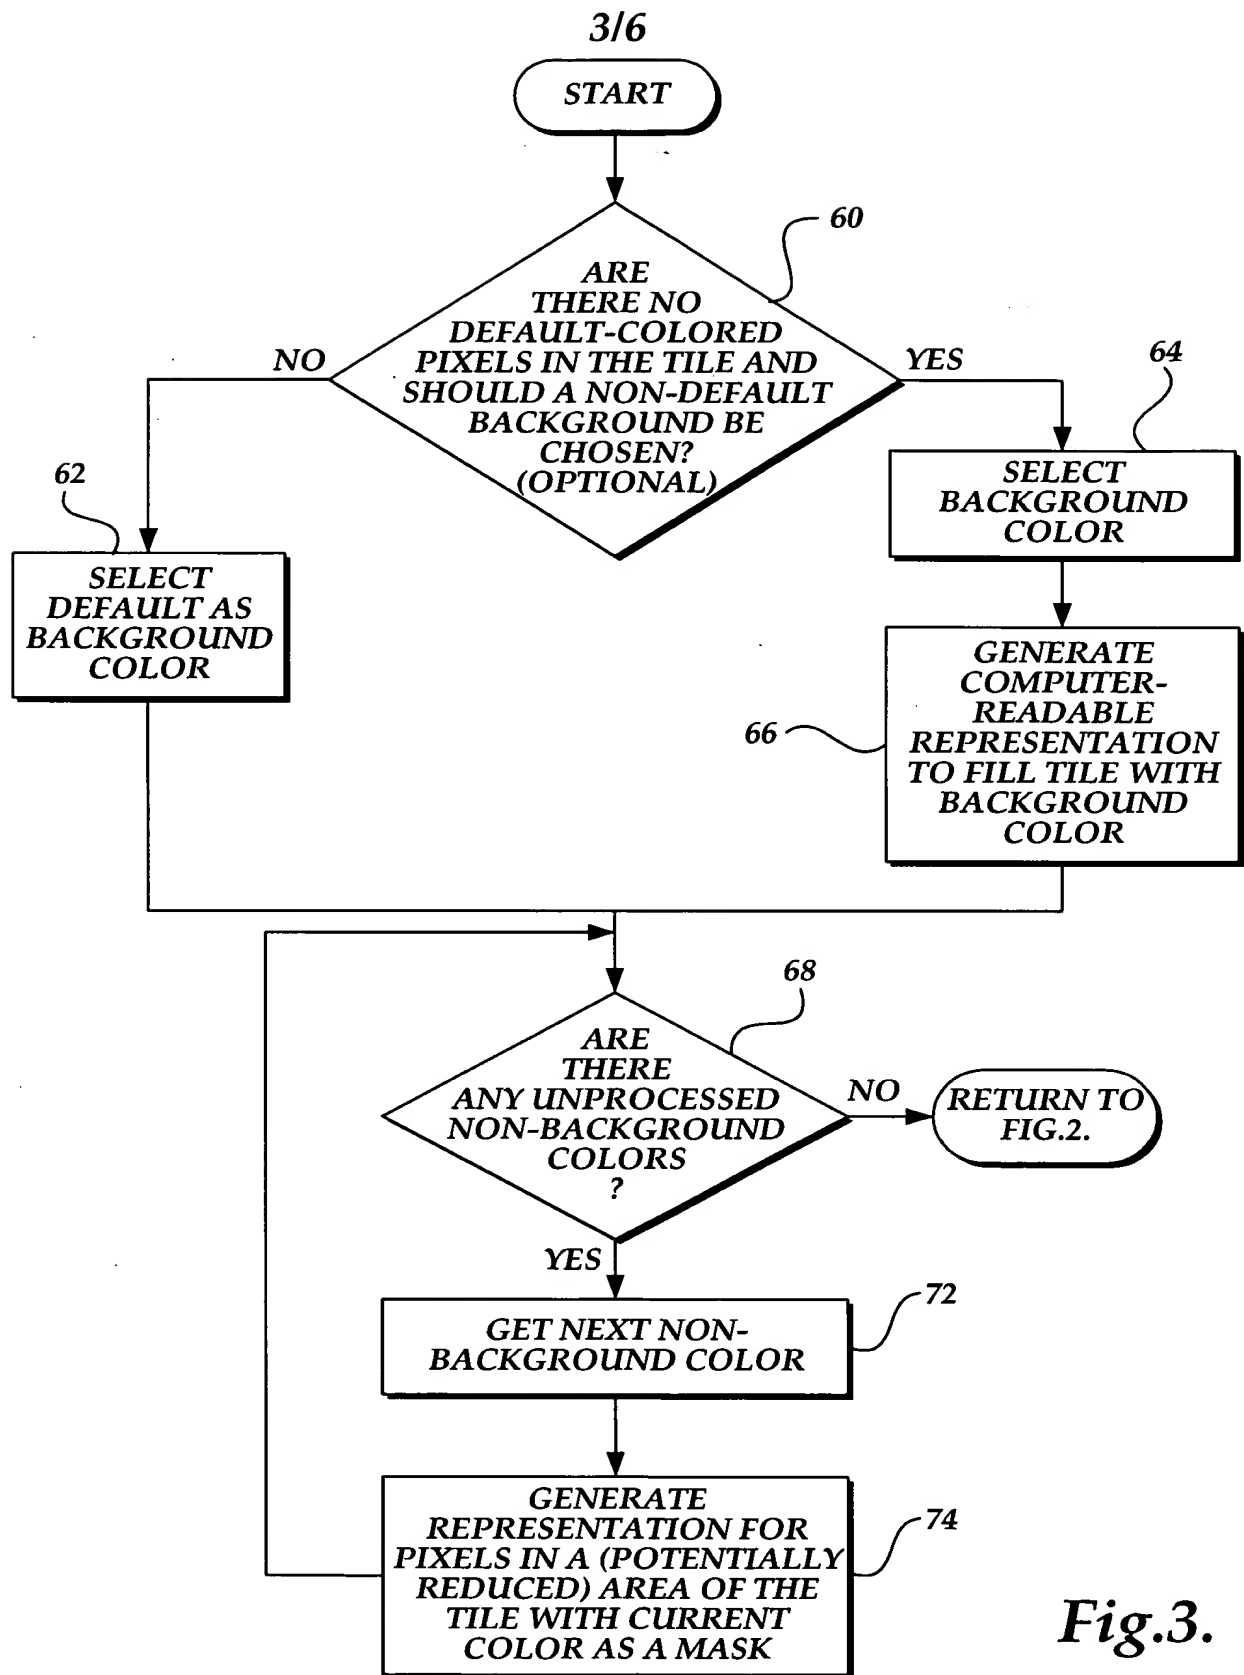 3/6
START
60
ARE
THERE NO
DEFAULT-COLORED
PIXELS IN THE TILE AND
SHOULD A NON-DEFAULT
BACKGROUND BE
CHOSEN?
(OPTIONAL)
NO
YES
62
SELECT
DEFAULT AS
BACKGROUND
COLOR
64
SELECT
BACKGROUND
COLOR
66
GENERATE
COMPUTER-
READABLE
REPRESENTATION
TO FILL TILE WITH
BACKGROUND
COLOR
68
ARE
THERE
ANY UNPROCESSED
NON-BACKGROUND
COLORS
?
NO
RETURN TO
FIG.2.
YES
72
GET NEXT NON-
BACKGROUND COLOR
74
GENERATE
REPRESENTATION FOR
PIXELS IN A (POTENTIALLY
REDUCED) AREA OF THE
TILE WITH CURRENT
COLOR AS A MASK
Fig.3.